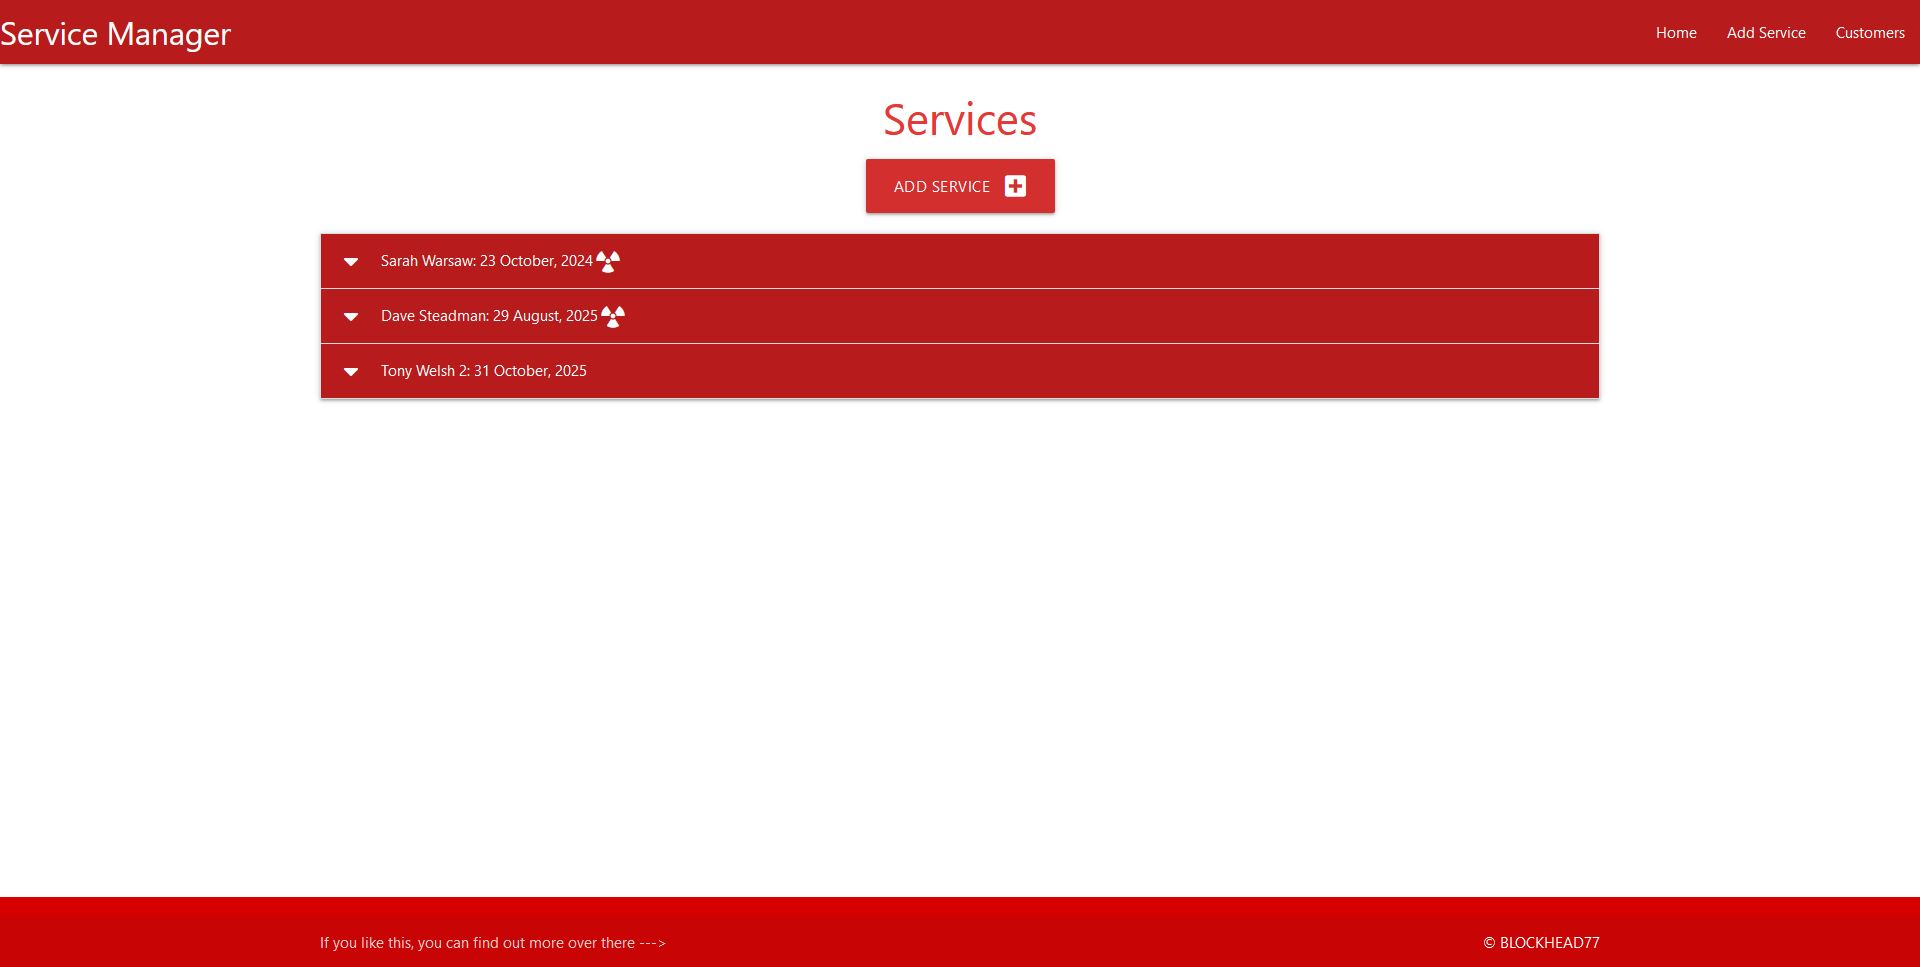 Service Manager
Home Add Service Customers
Services
ADD SERVICE
Sarah Warsaw: 23 October, 2024
Dave Steadman: 29 August, 2025
Tony Welsh 2: 31 October, 2025
If you like this, you can find out more over there --->
© BLOCKHEAD77